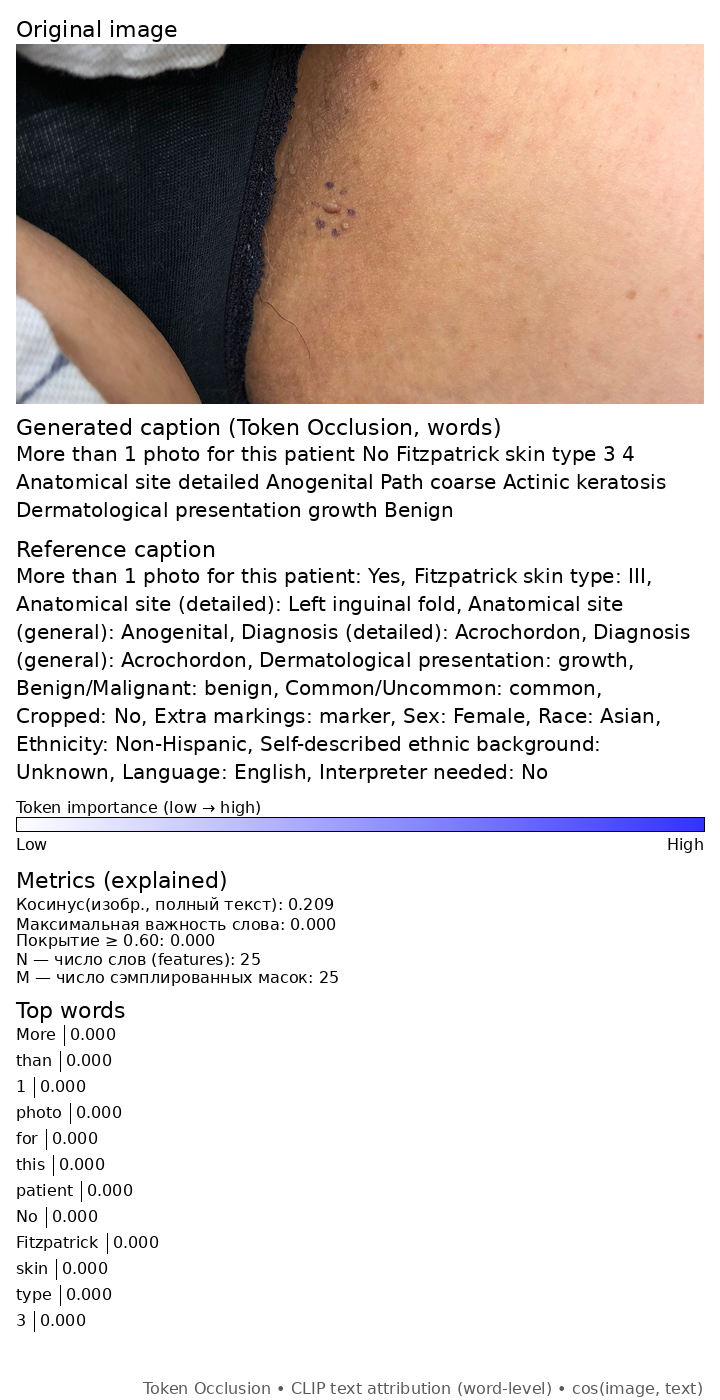 Original image
Generated caption (Token Occlusion, words)
More than 1 photo for this patient No Fitzpatrick skin type 3 4
Anatomical site detailed Anogenital Path coarse Actinic keratosis
Dermatological presentation growth Benign
Reference caption
More than 1 photo for this patient: Yes, Fitzpatrick skin type: III,
Anatomical site (detailed): Left inguinal fold, Anatomical site
(general): Anogenital, Diagnosis (detailed): Acrochordon, Diagnosis
(general): Acrochordon, Dermatological presentation: growth,
Benign/Malignant: benign, Common/Uncommon: common,
Cropped: No, Extra markings: marker, Sex: Female, Race: Asian,
Ethnicity: Non-Hispanic, Self-described ethnic background:
Unknown, Language: English, Interpreter needed: No
Token importance (low → high)
Low High
Metrics (explained)
Косинус(изобр., полный текст): 0.209
Максимальная важность слова: 0.000
Покрытие ≥ 0.60: 0.000
N — число слов (features): 25
M — число сэмплированных масок: 25
Top words
More | 0.000
than | 0.000
1 | 0.000
photo | 0.000
for | 0.000
this | 0.000
patient | 0.000
No | 0.000
Fitzpatrick | 0.000
skin | 0.000
type | 0.000
3 | 0.000
Token Occlusion • CLIP text attribution (word-level) • cos(image, text)